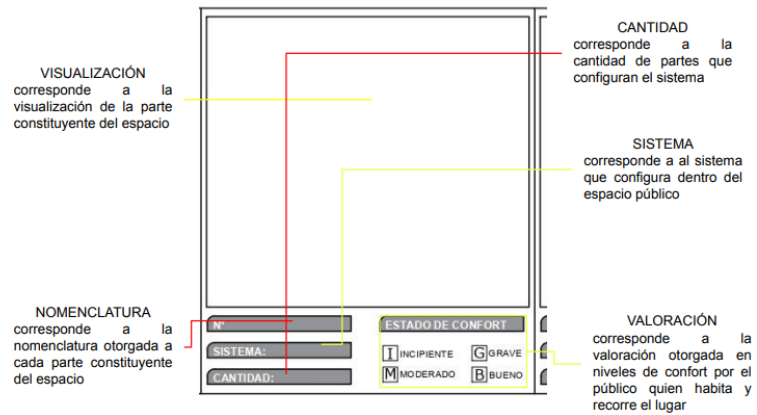 VISUALIZACIÓN
corresponde a la
visualización de la parte
constituyente del espacio
NOMENCLATURA
corresponde a la
nomenclatura otorgada a
cada parte constituyente
del espacio
N°
SISTEMA:
CANTIDAD:
ESTADO DE CONFORT
I INCIPIENTE G GRAVE
M MODERADO B BUENO
CANTIDAD
corresponde a la
cantidad de partes que
configuran el sistema
SISTEMA
corresponde a al sistema
que configura dentro del
espacio público
VALORACIÓN
corresponde a la
valoración otorgada en
niveles de confort por el
público quien habita y
recorre el lugar